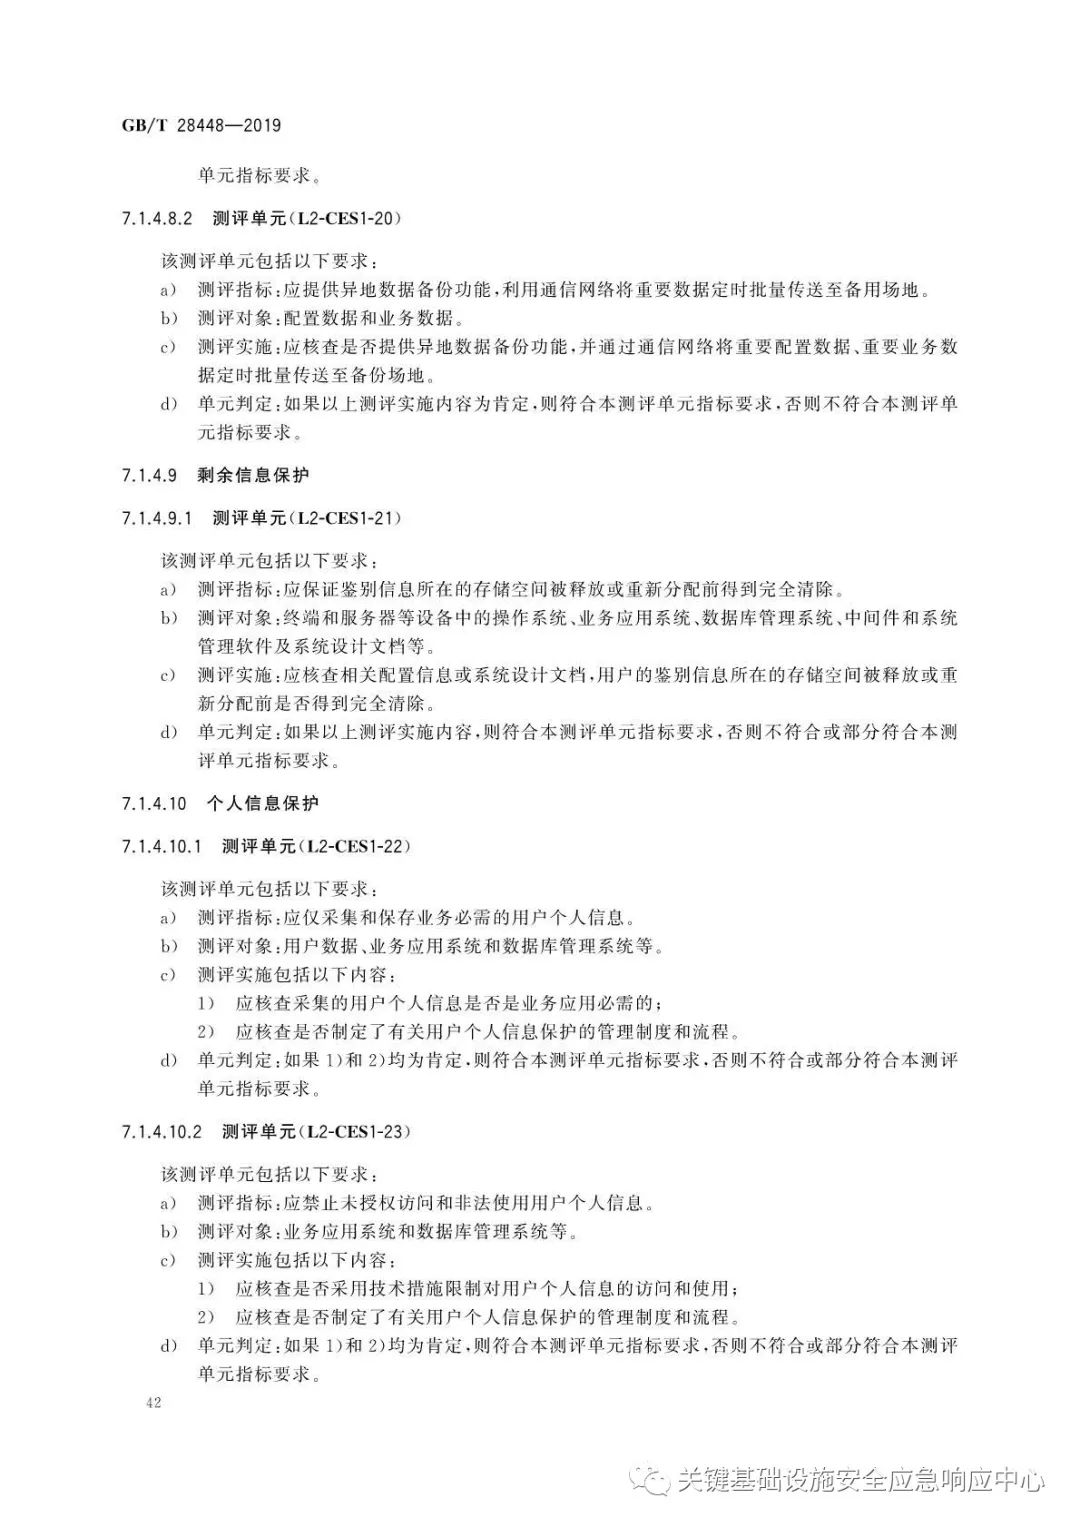 GB/T 28448—2019
单元指标要求。
7.1.4.8.2 测评单元(L2-CES1-20)
该测评单元包括以下要求:
a) 测评指标:应提供异地数据备份功能,利用通信网络将重要数据定时批量传送至备用场地。
b) 测评对象:配置数据和业务数据。
c) 测评实施:应核查是否提供异地数据备份功能,并通过通信网络将重要配置数据、重要业务数
据定时批量传送至备份场地。
d) 单元判定:如果以上测评实施内容为肯定,则符合本测评单元指标要求,否则不符合本测评单
元指标要求。
7.1.4.9 剩余信息保护
7.1.4.9.1 测评单元(L2-CES1-21)
该测评单元包括以下要求:
a) 测评指标:应保证鉴别信息所在的存储空间被释放或重新分配前得到完全清除。
b) 测评对象:终端和服务器等设备中的操作系统、业务应用系统、数据库管理系统、中间件和系统
管理软件及系统设计文档等。
c) 测评实施:应核查相关配置信息或系统设计文档,用户的鉴别信息所在的存储空间被释放或重
新分配前是否得到完全清除。
d) 单元判定:如果以上测评实施内容,则符合本测评单元指标要求,否则不符合或部分符合本测
评单元指标要求。
7.1.4.10 个人信息保护
7.1.4.10.1 测评单元(L2-CES1-22)
该测评单元包括以下要求:
a) 测评指标:应仅采集和保存业务必需的用户个人信息。
b) 测评对象:用户数据、业务应用系统和数据库管理系统等。
c) 测评实施包括以下内容:
1) 应核查采集的用户个人信息是否是业务应用必需的;
2) 应核查是否制定了有关用户个人信息保护的管理制度和流程。
d) 单元判定:如果 1)和 2)均为肯定,则符合本测评单元指标要求,否则不符合或部分符合本测评
单元指标要求。
7.1.4.10.2 测评单元(L2-CES1-23)
该测评单元包括以下要求:
a) 测评指标:应禁止未授权访问和非法使用用户个人信息。
b) 测评对象:业务应用系统和数据库管理系统等。
c) 测评实施包括以下内容:
1) 应核查是否采用技术措施限制对用户个人信息的访问和使用;
2) 应核查是否制定了有关用户个人信息保护的管理制度和流程。
d) 单元判定:如果 1)和 2)均为肯定,则符合本测评单元指标要求,否则不符合或部分符合本测评
单元指标要求。
42
关键基础设施安全应急响应中心